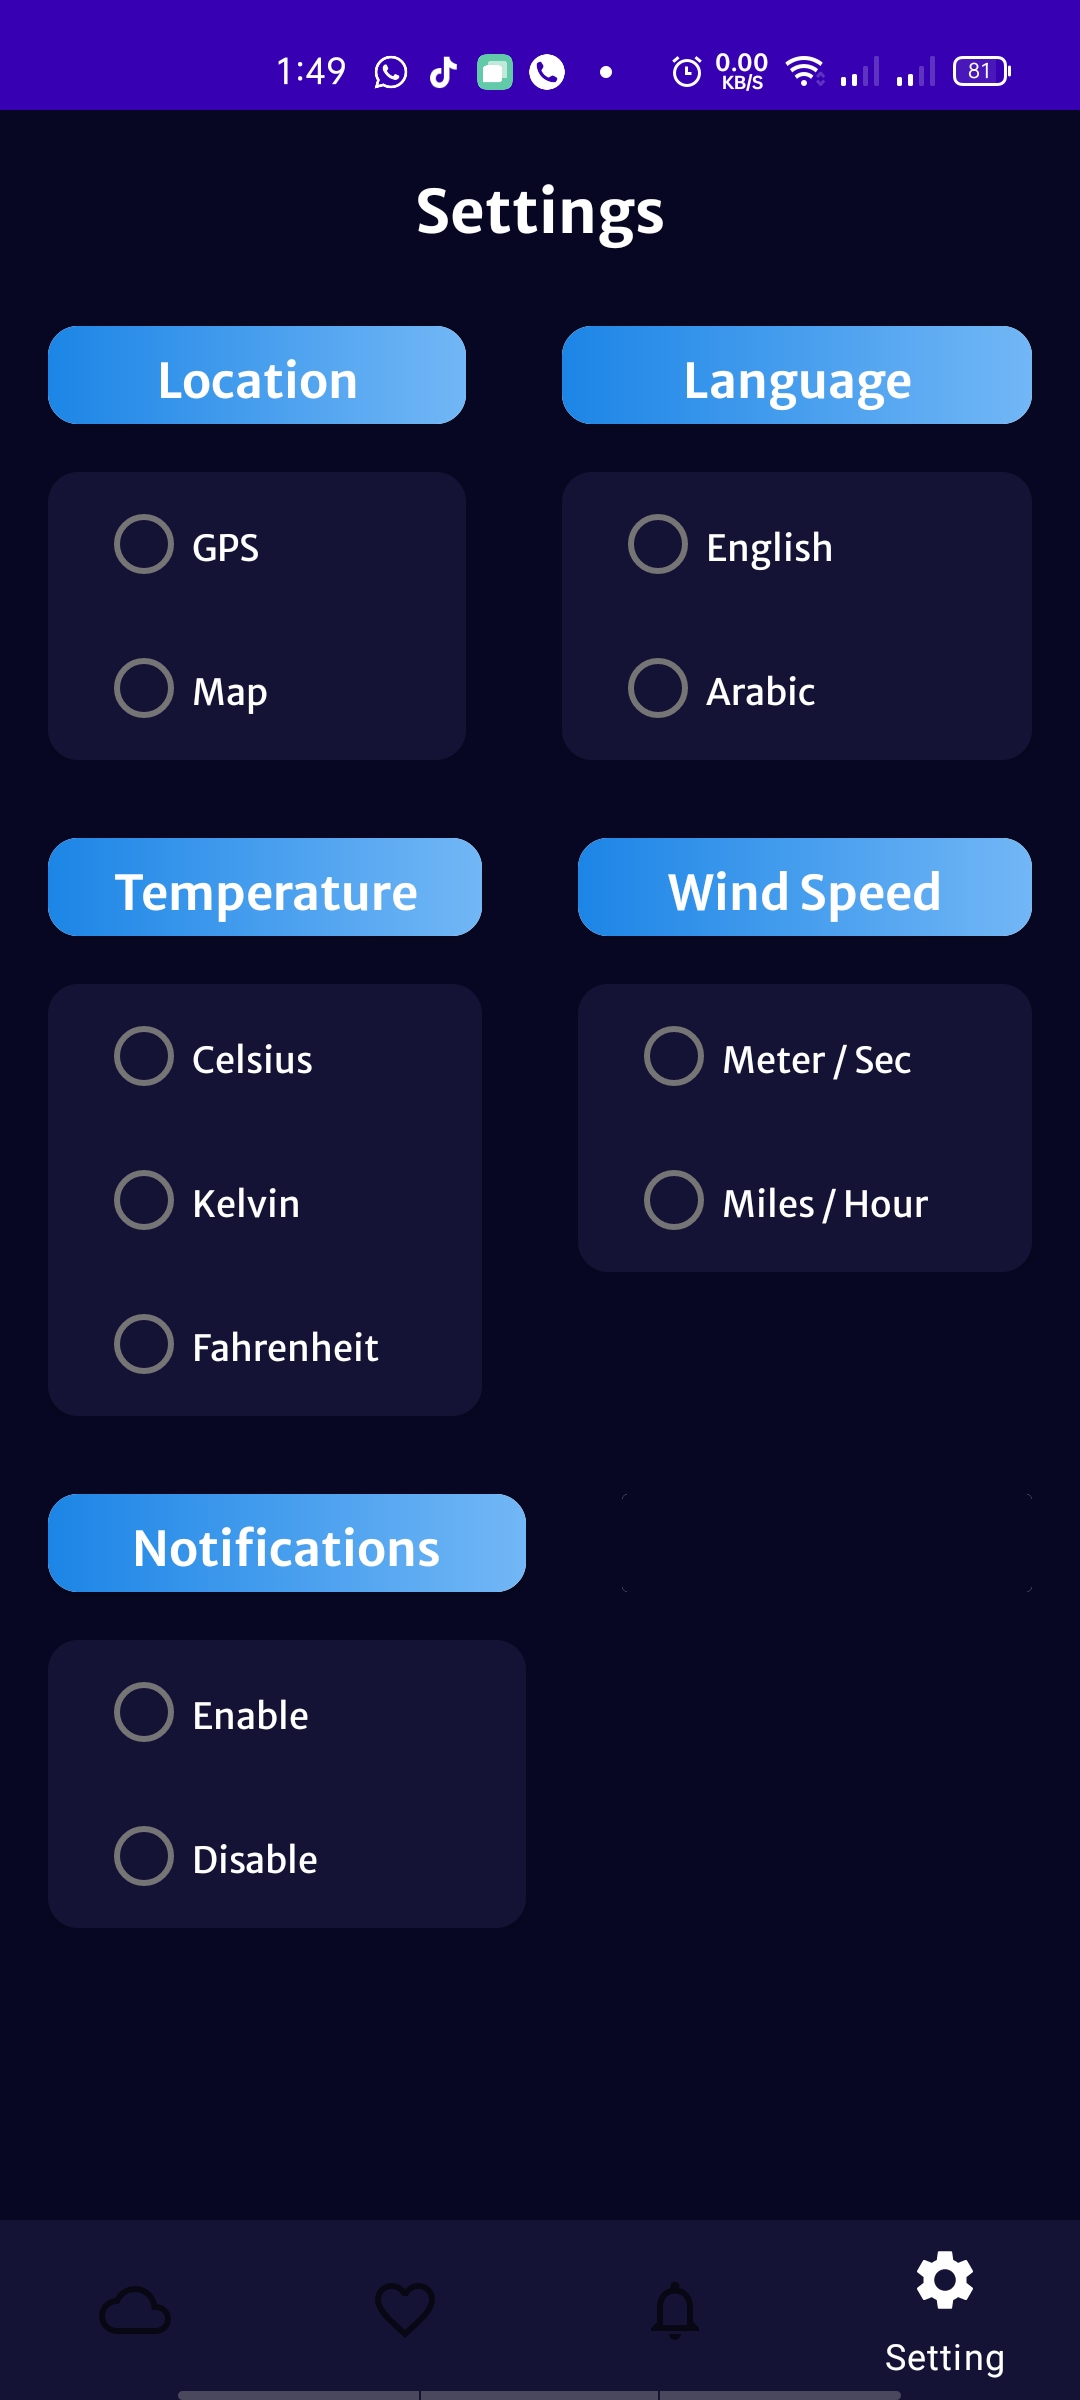 1:49 0.00 KB/S 81
Settings
Location Language
GPS English
Map Arabic
Temperature Wind Speed
Celsius Meter / Sec
Kelvin Miles / Hour
Fahrenheit
Notifications
Enable
Disable
Setting